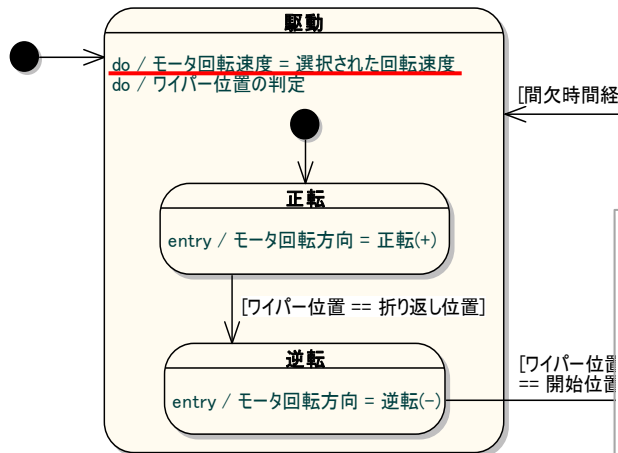 駆動
do / モータ回転速度 = 選択された回転速度
do / ワイパー位置の判定
[間欠時間経
正転
entry / モータ回転方向 = 正転(+)
[ワイパー位置 == 折り返し位置]
逆転
entry / モータ回転方向 = 逆転(-)
[ワイパー位置
== 開始位置